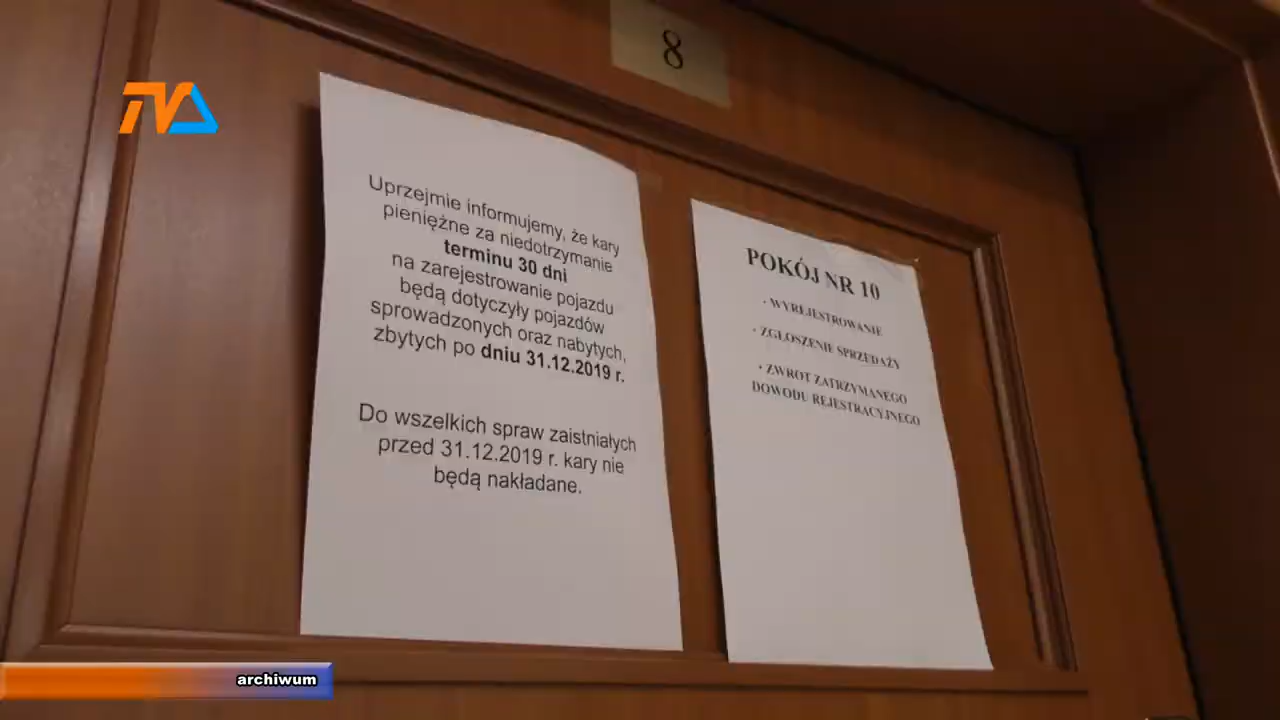 8
TVA
Uprzejmie informujemy, że kary
pieniężne za niedotrzymanie
terminu 30 dni
na zarejestrowanie pojazdu
będą dotyczyły pojazdów
sprowadzonych oraz nabytych,
zbytych po dniu 31.12.2019 r.
Do wszelkich spraw zaistniałych
przed 31.12.2019 r. kary nie
będą nakładane.
POKÓJ NR 10
• WYREJESTROWANIE
• ZGŁOSZENIE SPRZEDAŻY
• ZWROT ZATRZYMANEGO
DOWODU REJESTRACYJNEGO
archiwum